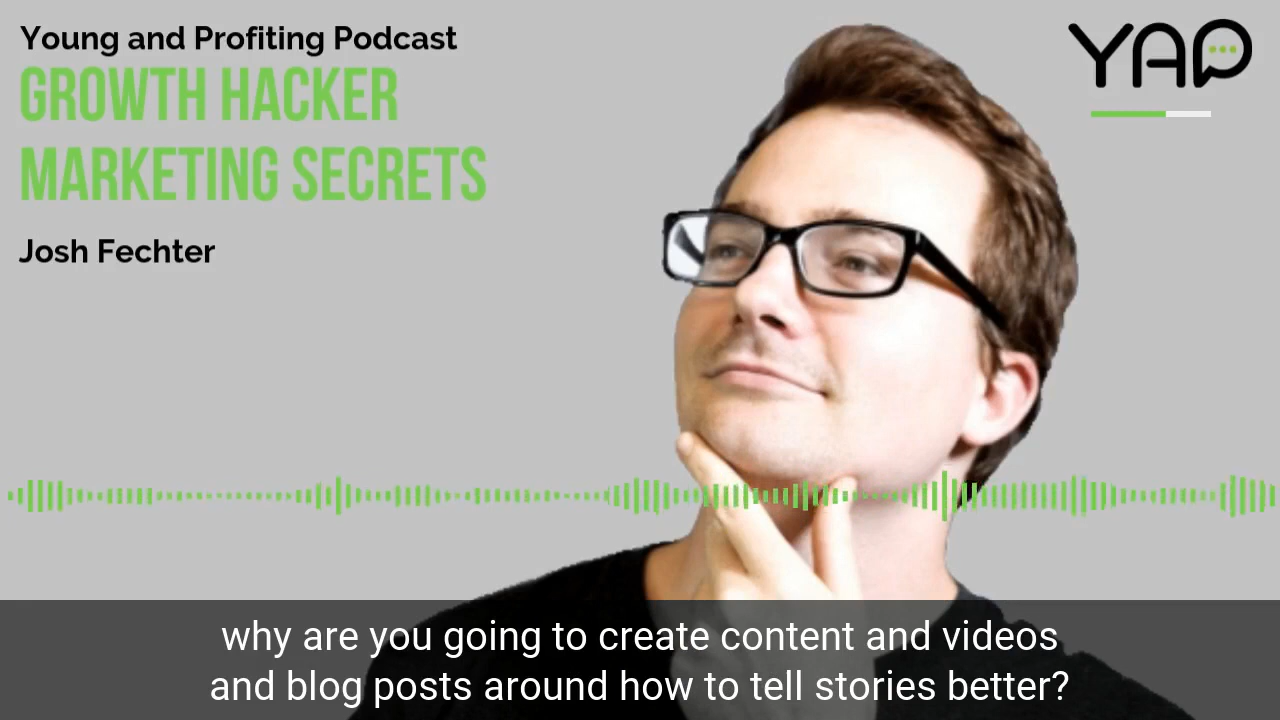 Young and Profiting Podcast
GROWTH HACKER
MARKETING SECRETS
Josh Fechter
YAP
why are you going to create content and videos
and blog posts around how to tell stories better?